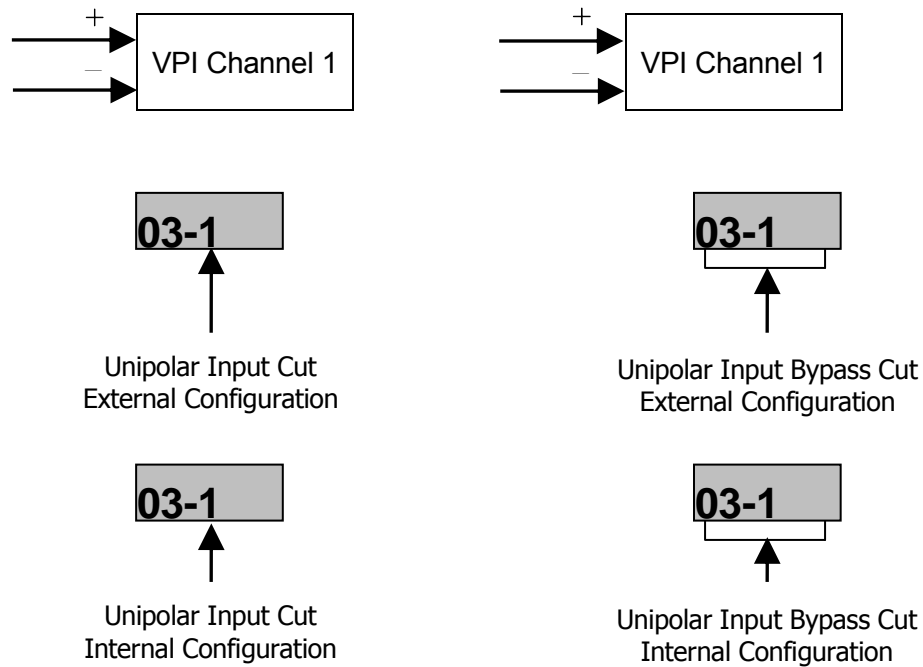 +
–
VPI Channel 1
+
–
VPI Channel 1
03-1
03-1
Unipolar Input Cut
External Configuration
Unipolar Input Bypass Cut
External Configuration
03-1
03-1
Unipolar Input Cut
Internal Configuration
Unipolar Input Bypass Cut
Internal Configuration